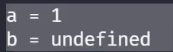 a = 1
b = undefined